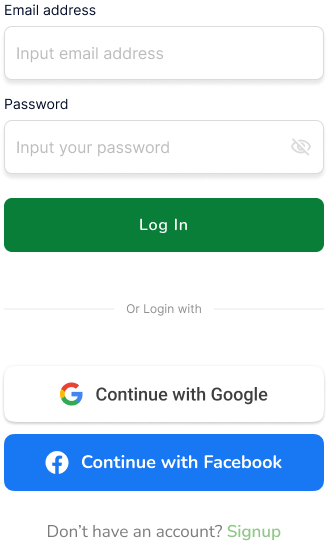 Email address
Input email address
Password
Input your password
Log In
Or Login with
Continue with Google
Continue with Facebook
Don’t have an account? Signup